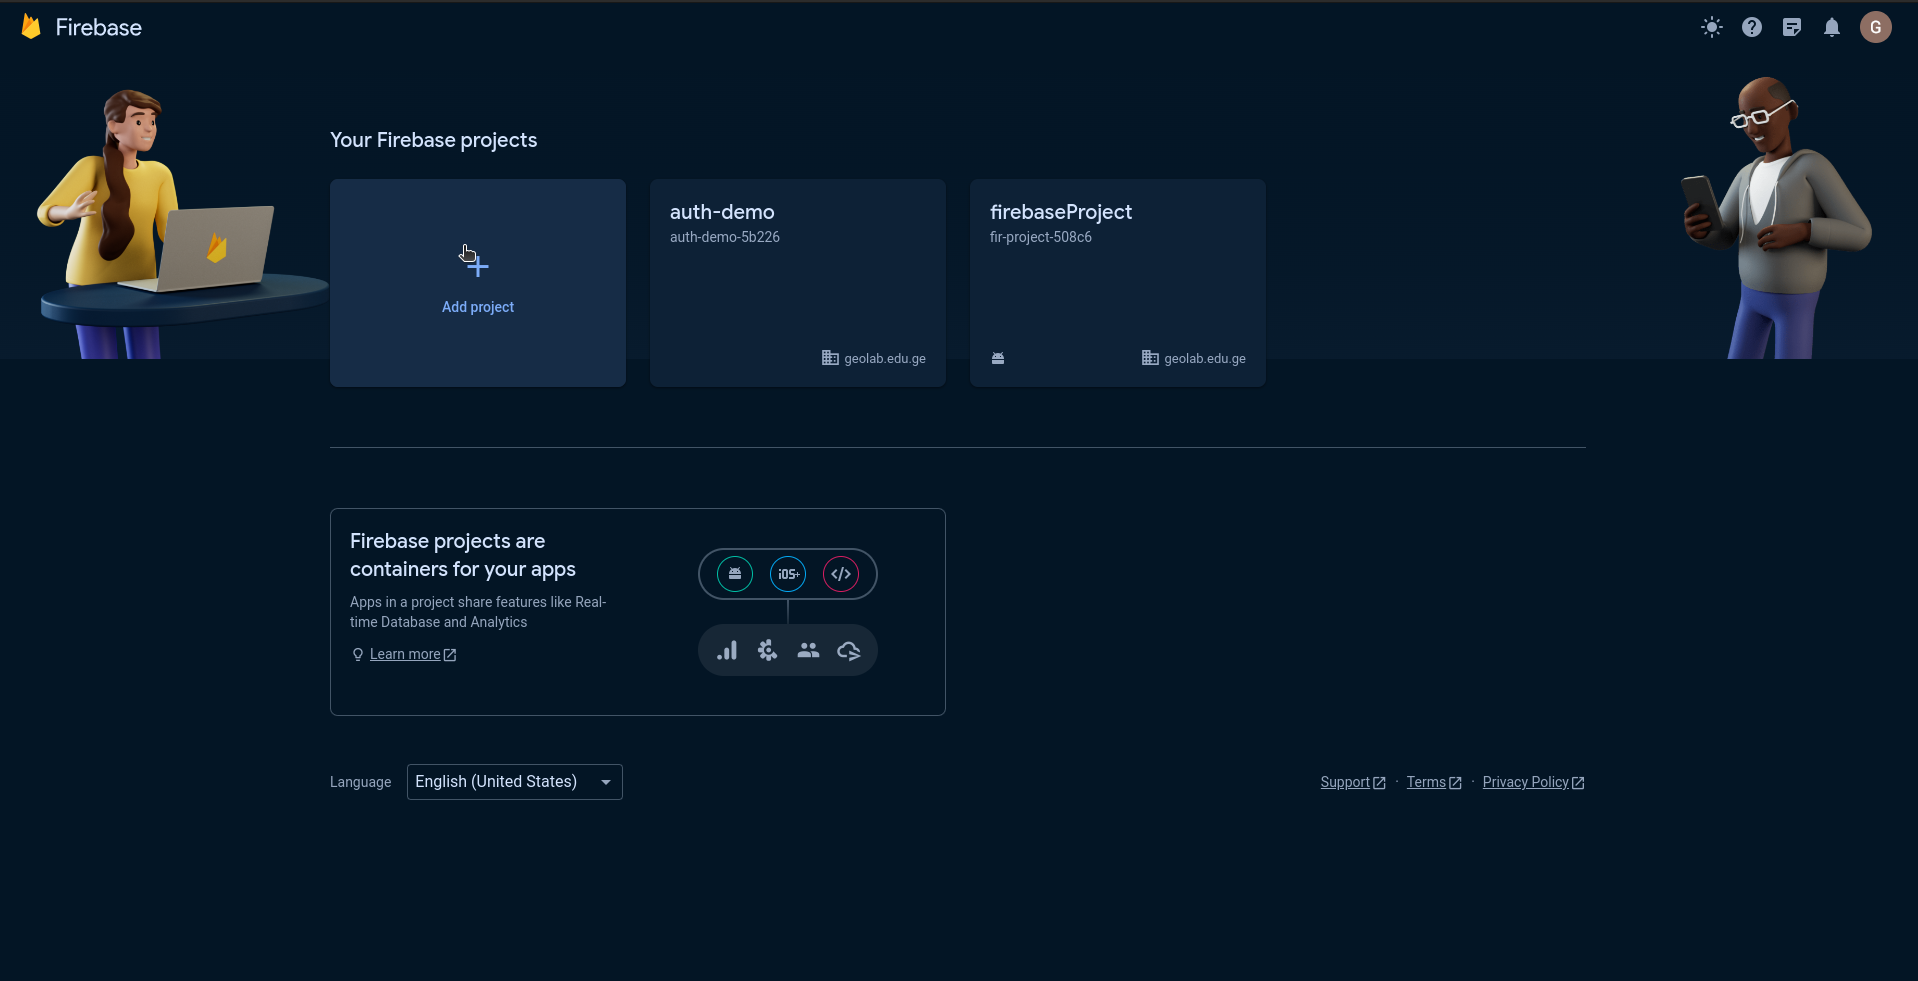 Firebase
G
Your Firebase projects
Add project
auth-demo
auth-demo-5b226
geolab.edu.ge
firebaseProject
fir-project-508c6
geolab.edu.ge
Firebase projects are
containers for your apps
Apps in a project share features like Real-
time Database and Analytics
Learn more
iOS+
Language
English (United States)
Support · Terms · Privacy Policy